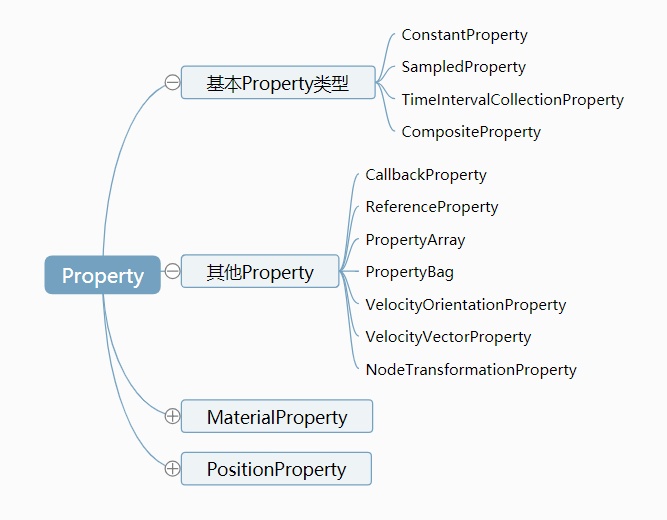 Property
基本Property类型
ConstantProperty
SampledProperty
TimeIntervalCollectionProperty
CompositeProperty
其他Property
CallbackProperty
ReferenceProperty
PropertyArray
PropertyBag
VelocityOrientationProperty
VelocityVectorProperty
NodeTransformationProperty
MaterialProperty
PositionProperty